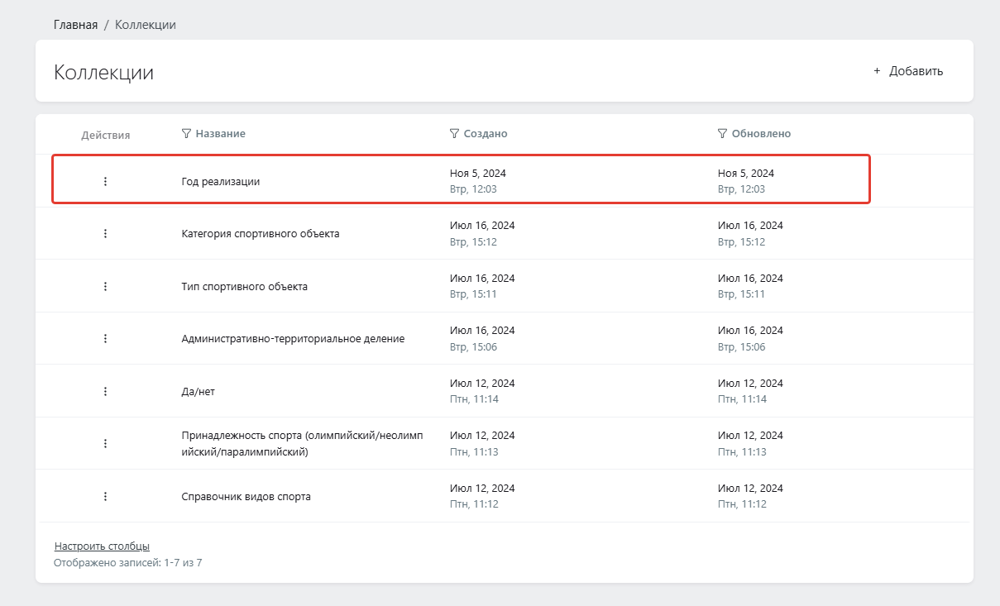 Главная / Коллекции
Коллекции
+ Добавить
Действия Название Создано Обновлено
Год реализации
Ноя 5, 2024 Ноя 5, 2024
Втр, 12:03 Втр, 12:03
Категория спортивного объекта
Июл 16, 2024 Июл 16, 2024
Втр, 15:12 Втр, 15:12
Тип спортивного объекта
Июл 16, 2024 Июл 16, 2024
Втр, 15:11 Втр, 15:11
Административно-территориальное деление
Июл 16, 2024 Июл 16, 2024
Втр, 15:06 Втр, 15:06
Да/нет
Июл 12, 2024 Июл 12, 2024
Птн, 11:14 Птн, 11:14
Принадлежность спорта (олимпийский/неолимп
ийский/паралимпийский)
Июл 12, 2024 Июл 12, 2024
Птн, 11:13 Птн, 11:13
Справочник видов спорта
Июл 12, 2024 Июл 12, 2024
Птн, 11:12 Птн, 11:12
Настроить столбцы
Отображено записей: 1-7 из 7